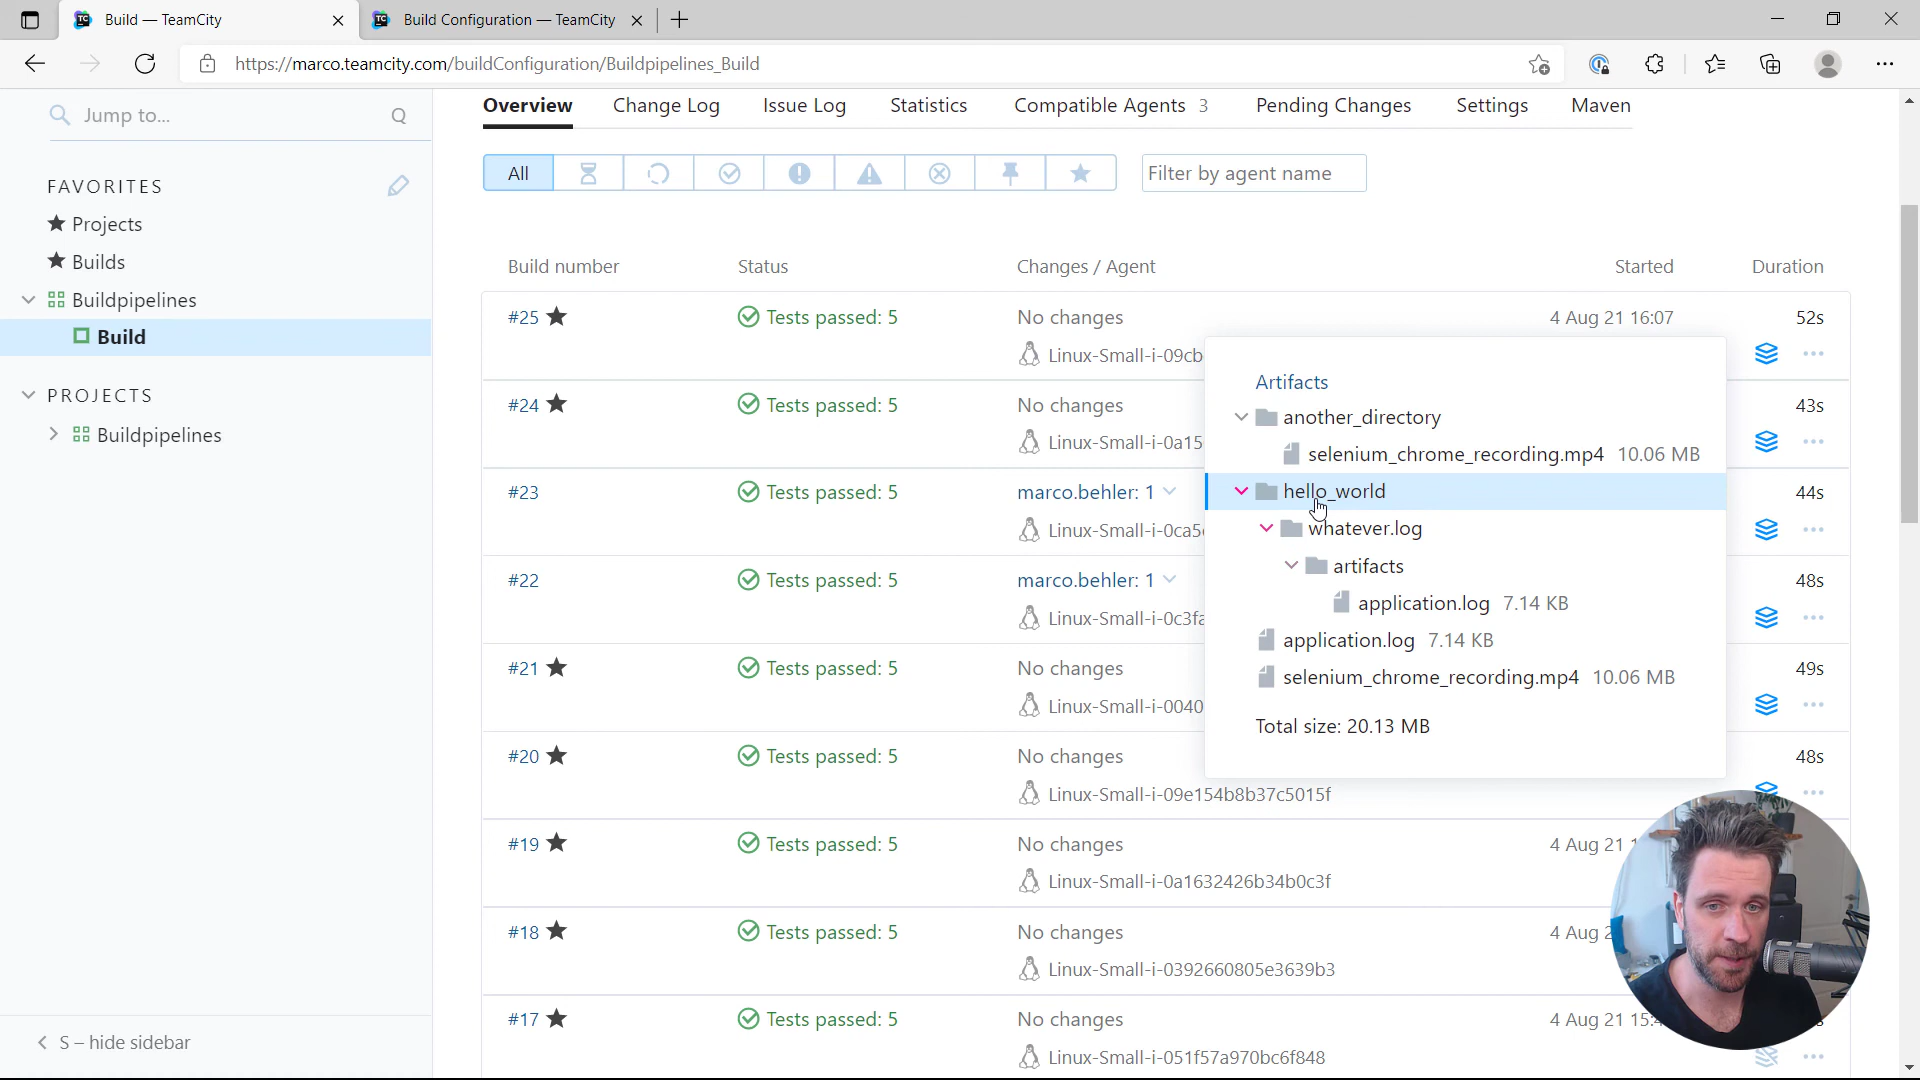 Build — TeamCity
Build Configuration — TeamCity
https://marco.teamcity.com/buildConfiguration/Buildpipelines_Build
Jump to...
Q
FAVORITES
Projects
Builds
Buildpipelines
Build
PROJECTS
Buildpipelines
S – hide sidebar
Overview
Change Log
Issue Log
Statistics
Compatible Agents 3
Pending Changes
Settings
Maven
All
Filter by agent name
Build number
Status
Changes / Agent
Started
Duration
#25
Tests passed: 5
No changes
4 Aug 21 16:07
52s
Linux-Small-i-09cb
#24
Tests passed: 5
No changes
43s
Linux-Small-i-0a15
#23
Tests passed: 5
marco.behler: 1
44s
Linux-Small-i-0ca5
#22
Tests passed: 5
marco.behler: 1
48s
Linux-Small-i-0c3fa
#21
Tests passed: 5
No changes
49s
Linux-Small-i-0040
#20
Tests passed: 5
No changes
48s
Linux-Small-i-09e154b8b37c5015f
#19
Tests passed: 5
No changes
4 Aug 21
Linux-Small-i-0a1632426b34b0c3f
#18
Tests passed: 5
No changes
4 Aug
Linux-Small-i-0392660805e3639b3
#17
Tests passed: 5
No changes
4 Aug 21 15:
Linux-Small-i-051f57a970bc6f848
Artifacts
another_directory
selenium_chrome_recording.mp4 10.06 MB
hello_world
whatever.log
artifacts
application.log 7.14 KB
application.log 7.14 KB
selenium_chrome_recording.mp4 10.06 MB
Total size: 20.13 MB